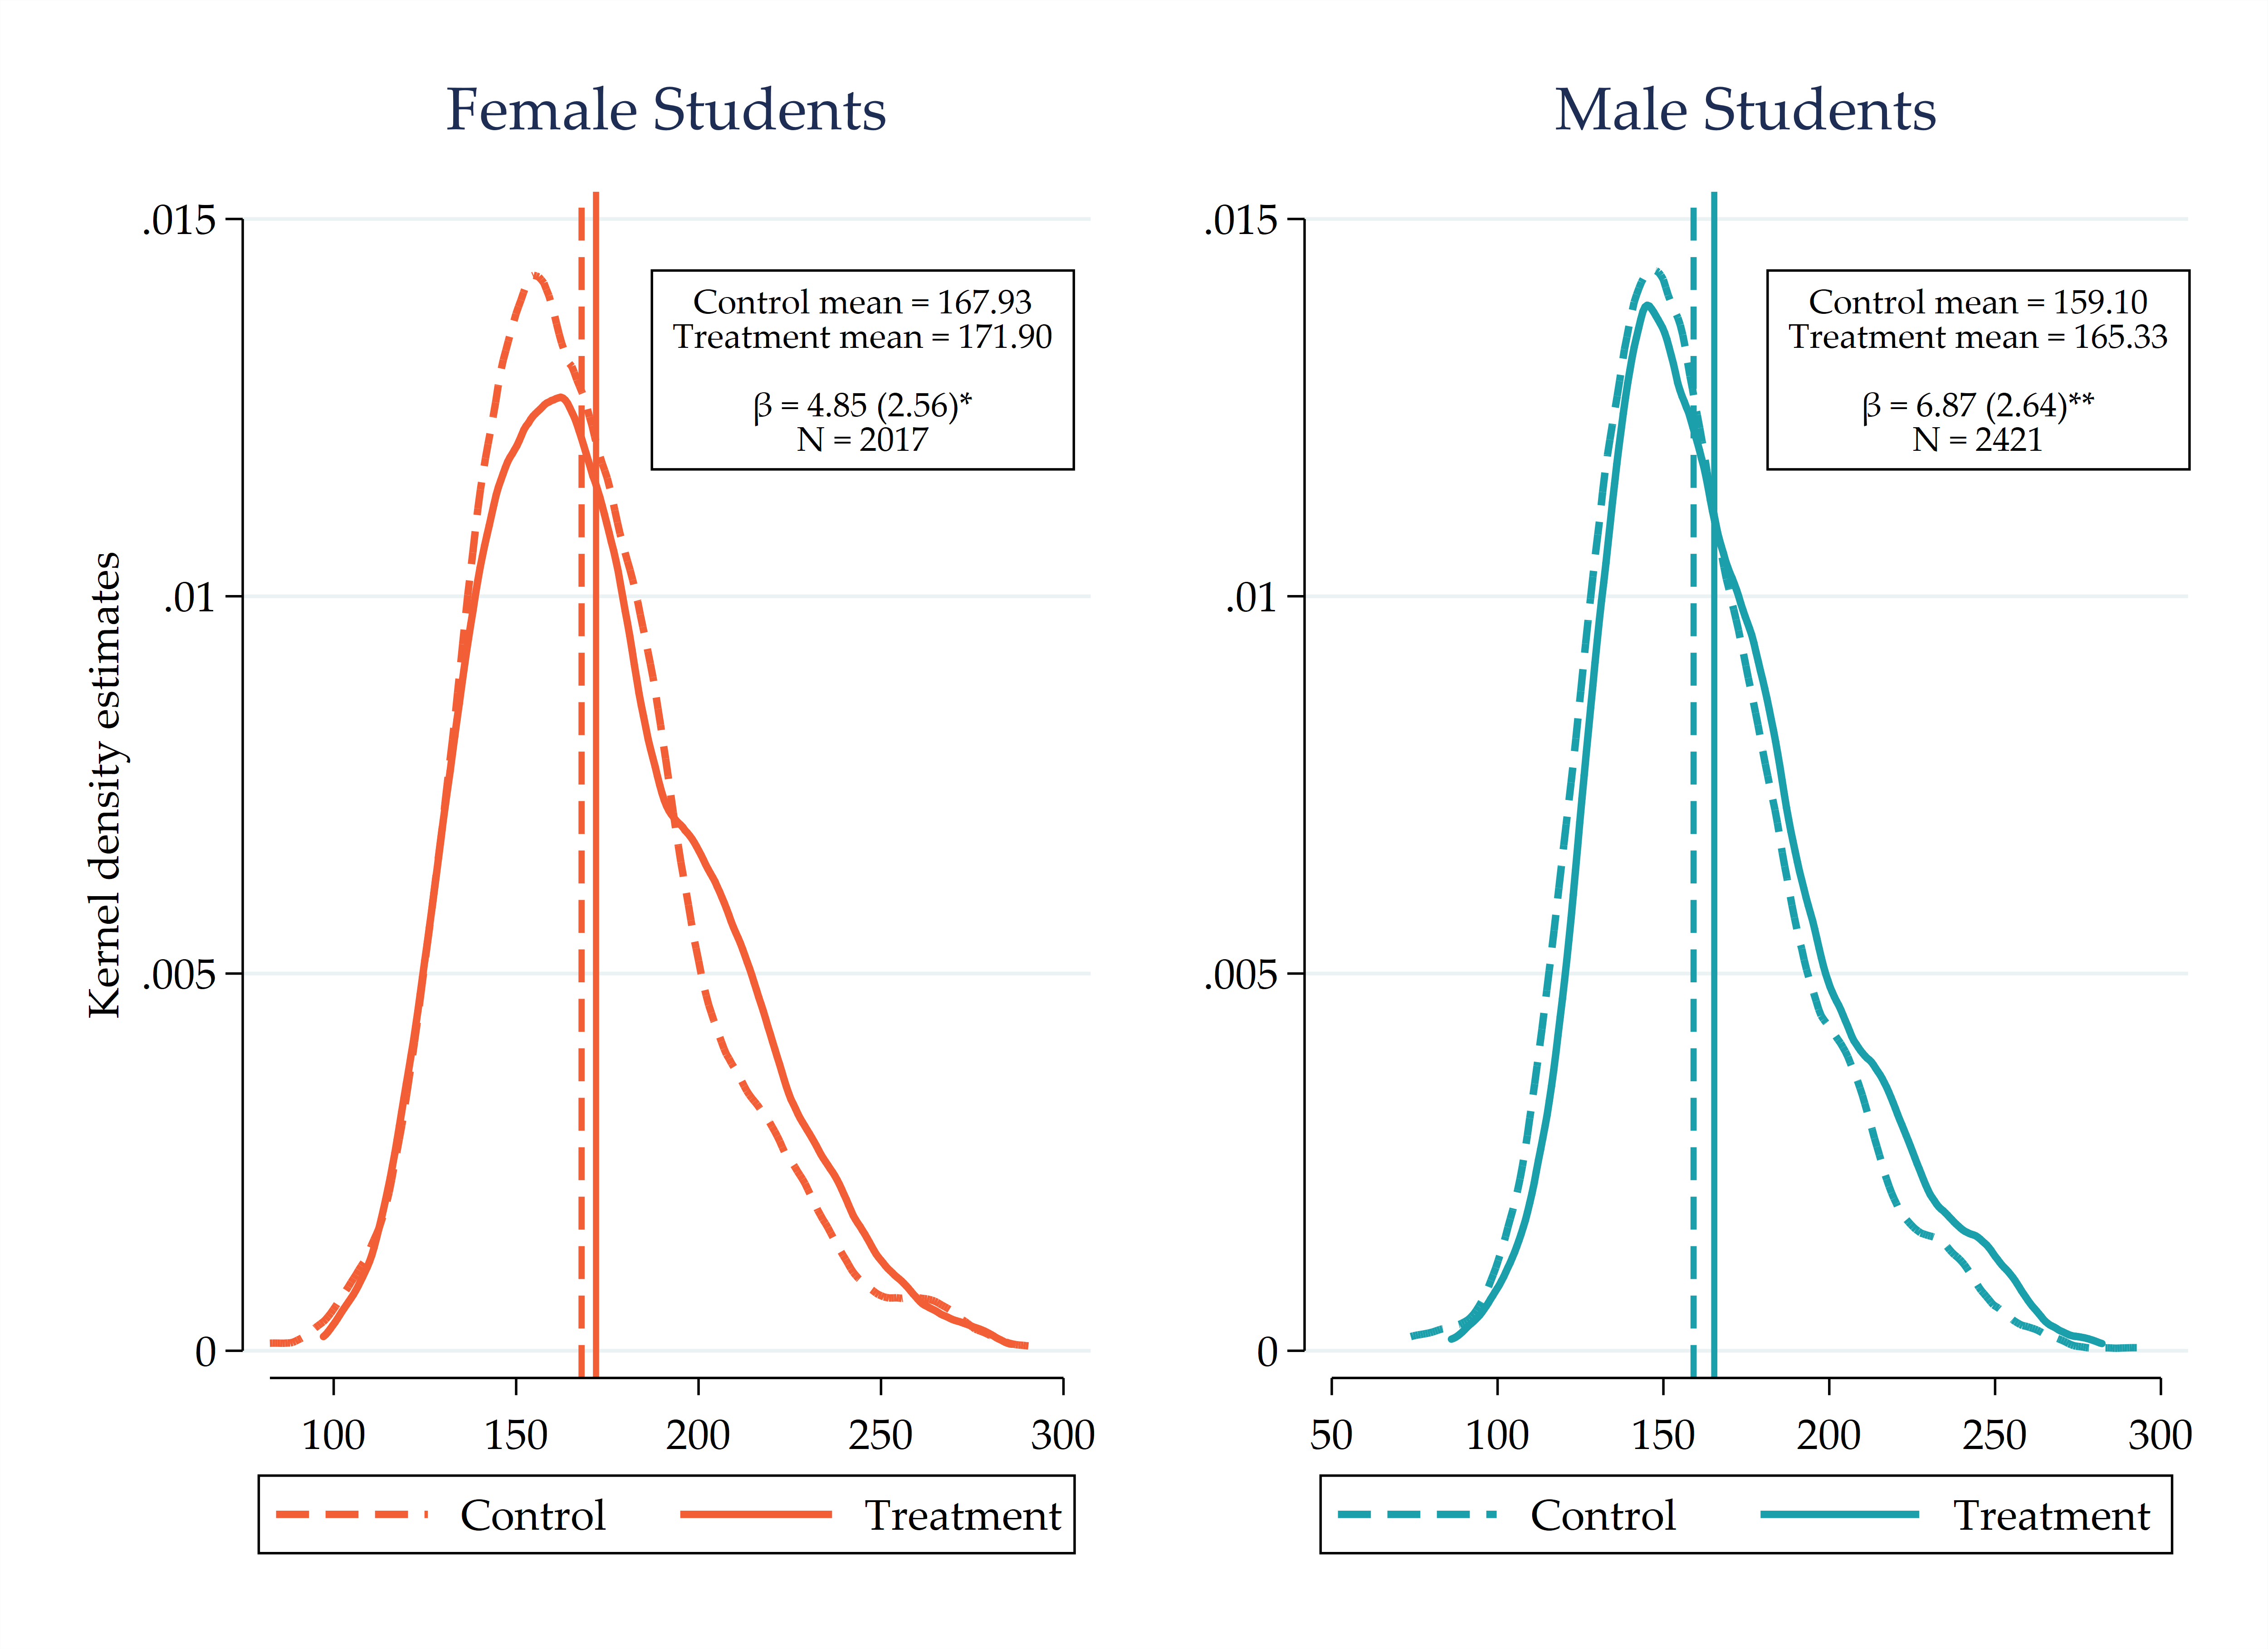 Female Students
Kernel density estimates
.015
.01
.005
0
Control mean = 167.93
Treatment mean = 171.90
β = 4.85 (2.56)*
N = 2017
100 150 200 250 300
Control Treatment
Male Students
.015
.01
.005
0
Control mean = 159.10
Treatment mean = 165.33
β = 6.87 (2.64)**
N = 2421
50 100 150 200 250 300
Control Treatment